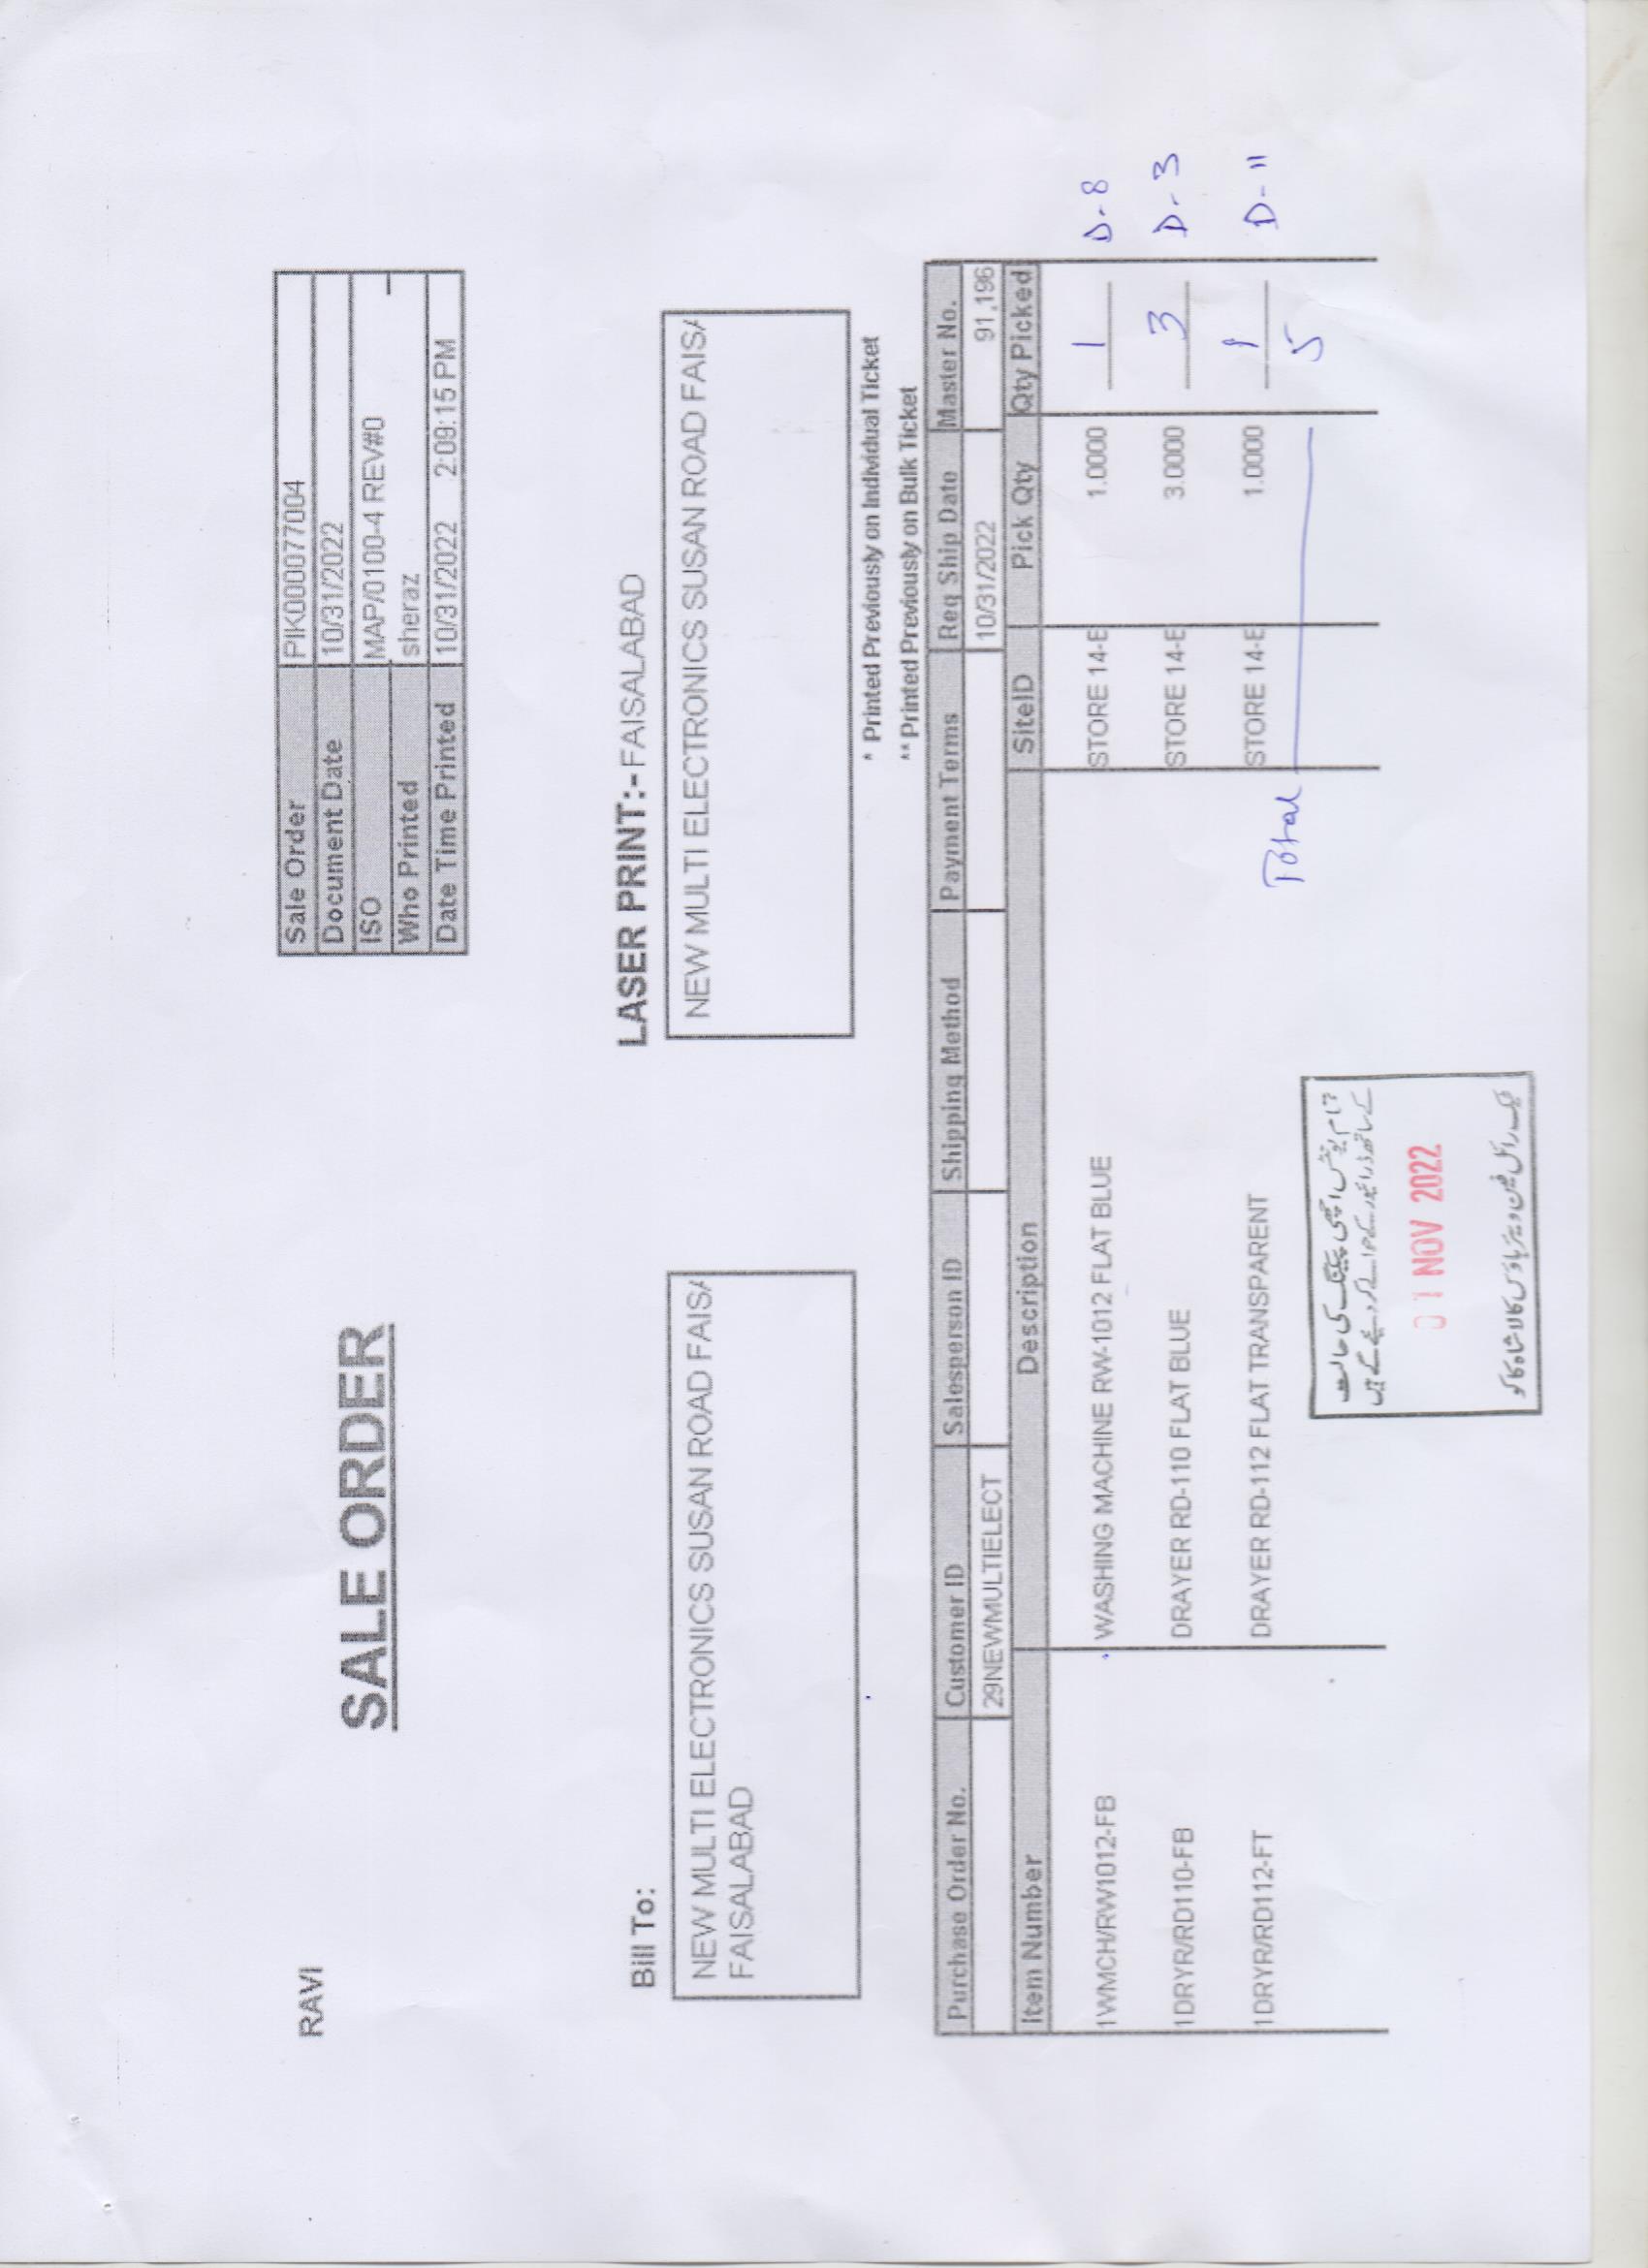 RAVI
SALE ORDER
Sale Order PIK000077004
Document Date 10/31/2022
ISO MAP/0100-4 REV#0
Who Printed sheraz
Date Time Printed 10/31/2022 2:09:15 PM
Bill To:
NEW MULTI ELECTRONICS SUSAN ROAD FAISA
FAISALABAD
LASER PRINT:- FAISALABAD
NEW MULTI ELECTRONICS SUSAN ROAD FAISA
* Printed Previously on Individual Ticket
** Printed Previously on Bulk Ticket
Purchase Order No. Customer ID Salesperson ID Shipping Method Payment Terms Req Ship Date Master No.
29NEWMULTIELECT 10/31/2022 91,196
Item Number Description SiteID Pick Qty Qty Picked
1WMCH/RW1012-FB WASHING MACHINE RW-1012 FLAT BLUE STORE 14-E 1.0000 1 D-8
1DRYR/RD110-FB DRAYER RD-110 FLAT BLUE STORE 14-E 3.0000 3 D-3
1DRYR/RD112-FT DRAYER RD-112 FLAT TRANSPARENT STORE 14-E 1.0000 1 D-11
Total 5
تمام یونٹس اچھی پیکنگ کی حالت
کے ساتھ ڈرائیور کے حوالے کر دیئے گے ہیں
01 NOV 2022
ٹیک رائل فین ویئر ہاؤس کالا شاہ کاکو